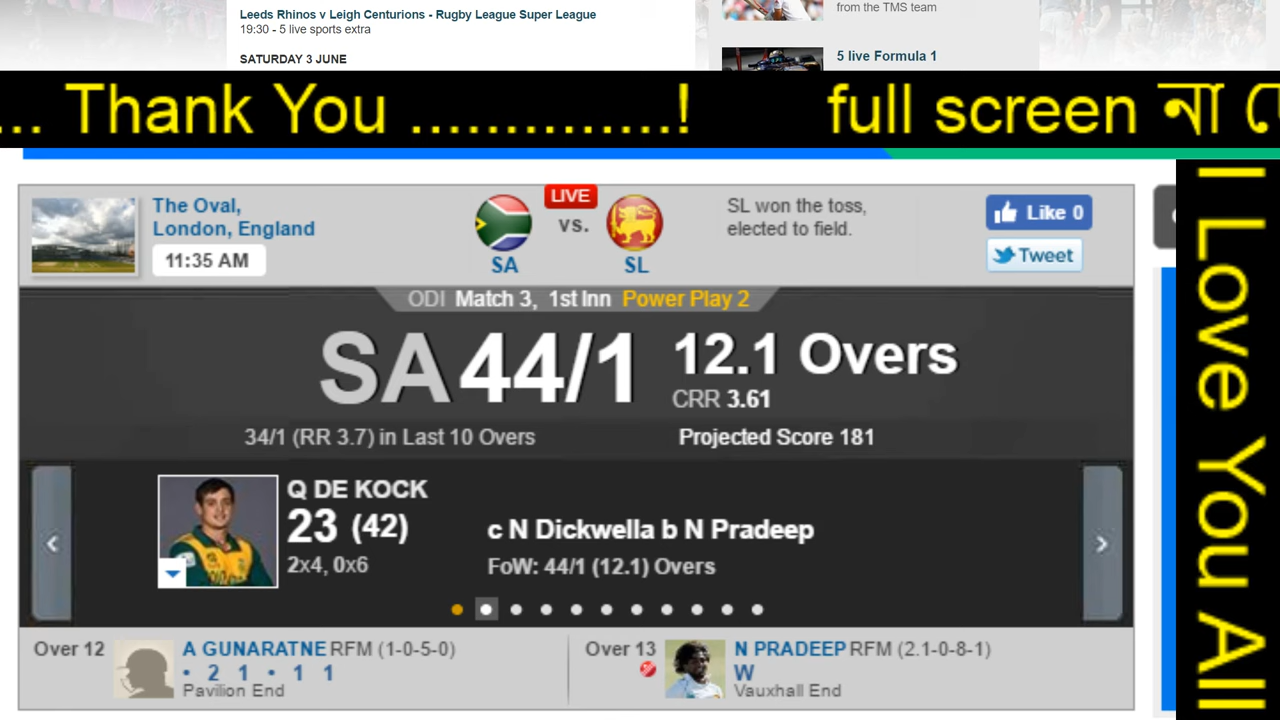 Leeds Rhinos v Leigh Centurions - Rugby League Super League
19:30 - 5 live sports extra
SATURDAY 3 JUNE
from the TMS team
5 live Formula 1
... Thank You ..............! full screen না
I Love You All
The Oval,
London, England
11:35 AM
LIVE
vs.
SA
SL
SL won the toss,
elected to field.
Like 0
Tweet
ODI Match 3, 1st Inn Power Play 2
SA 44/1 12.1 Overs
CRR 3.61
34/1 (RR 3.7) in Last 10 Overs
Projected Score 181
Q DE KOCK
23 (42)
2x4, 0x6
c N Dickwella b N Pradeep
FoW: 44/1 (12.1) Overs
Over 12
A GUNARATNE RFM (1-0-5-0)
• 2 1 • 1 1
Pavilion End
Over 13
N PRADEEP RFM (2.1-0-8-1)
W
Vauxhall End